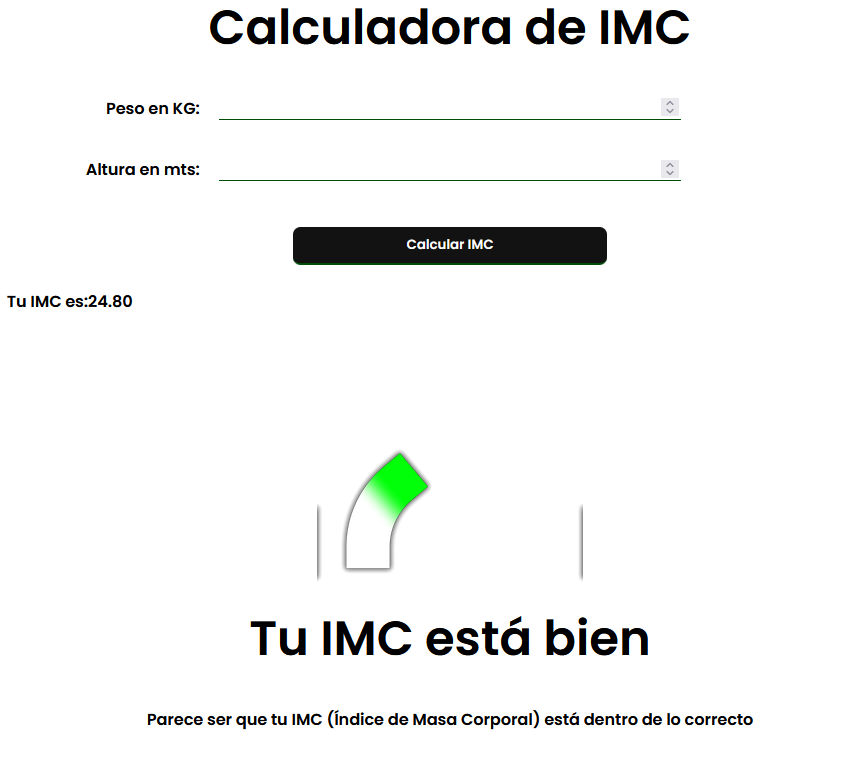 Calculadora de IMC
Peso en KG:
Altura en mts:
Calcular IMC
Tu IMC es:24.80
Tu IMC está bien
Parece ser que tu IMC (Índice de Masa Corporal) está dentro de lo correcto